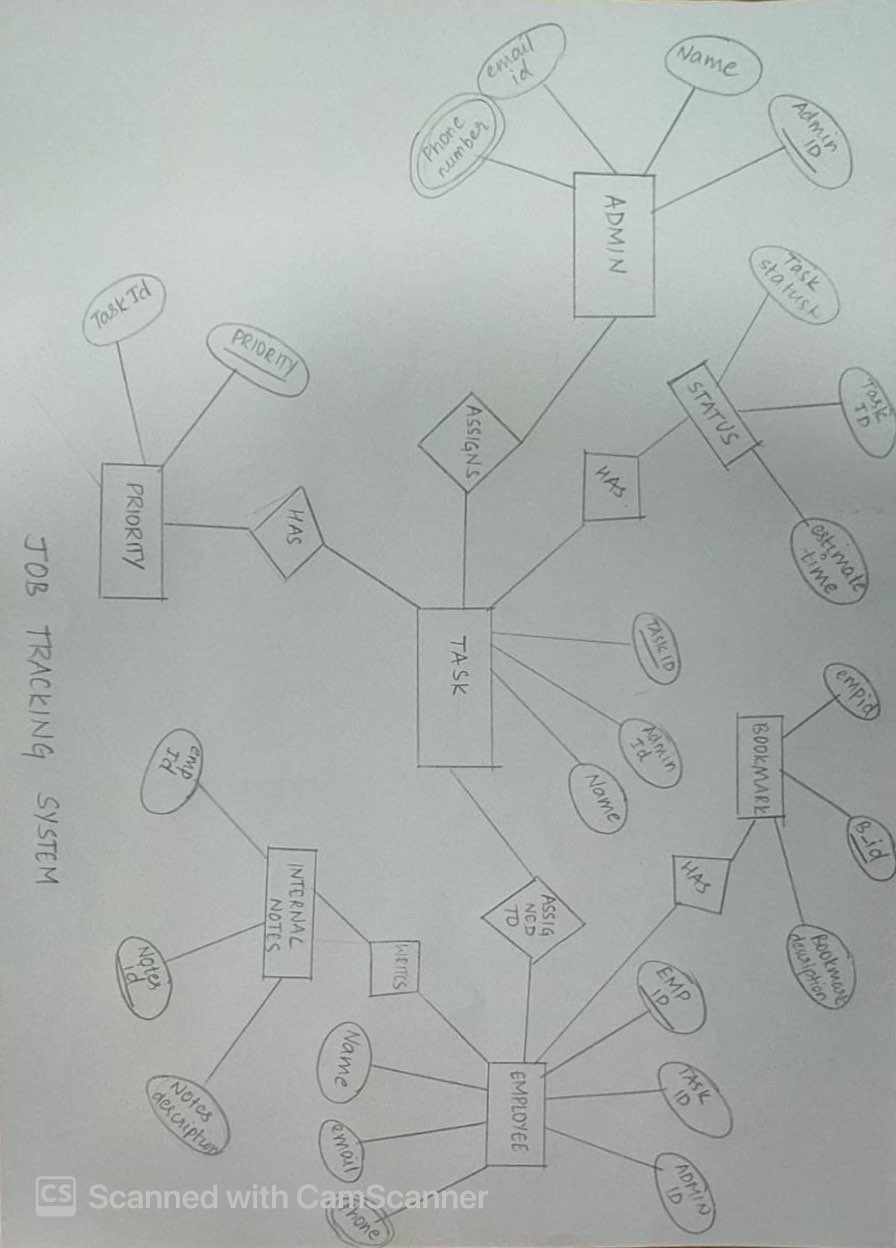 Admin
ID
Name
email
id
Phone
number
ADMIN
Task
status
Task
ID
estimate
time
STATUS
HAS
ASSIGNS
TASK ID
Admin
Id
Name
TASK
HAS
PRIORITY
Task Id
PRIORITY
empid
B_id
Bookmark
description
BOOKMARK
HAS
ASSIG
NED
TO
EMP
ID
TASK
ID
ADMIN
ID
EMPLOYEE
Name
email
Phone
WRITES
INTERNAL
NOTES
emp
Id
Notes
id
Notes
description
JOB TRACKING SYSTEM
CS Scanned with CamScanner